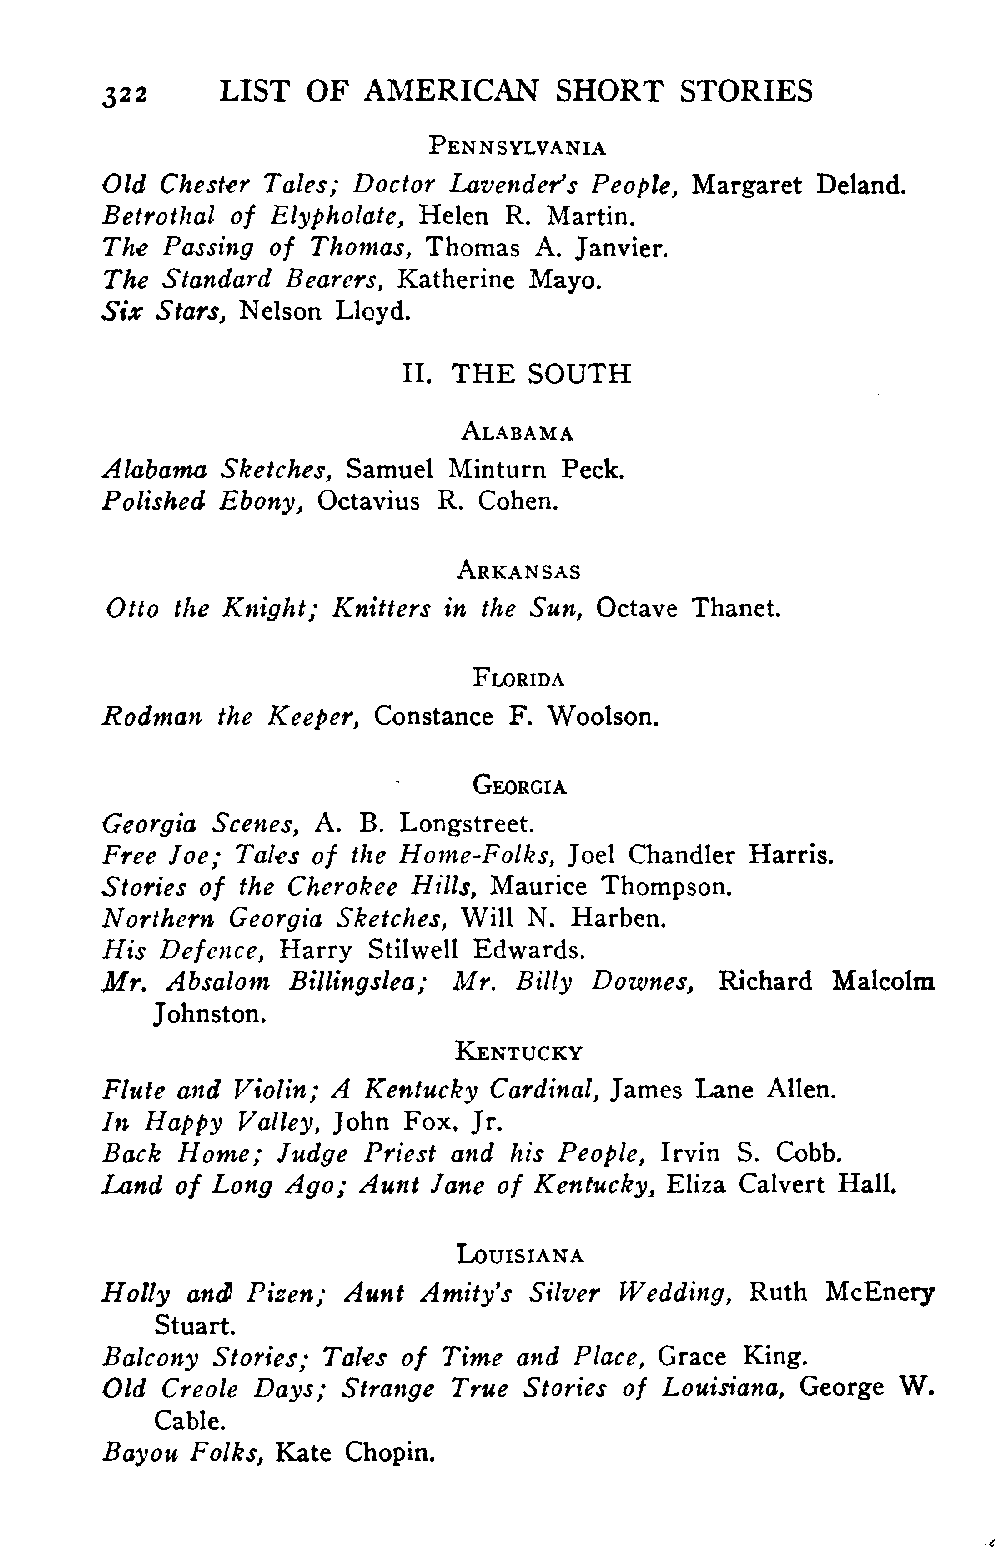 322 LIST OF AMERICAN SHORT STORIES
PENNSYLVANIA
Old Chester Tales; Doctor Lavender's People, Margaret Deland.
Betrothal of Elypholate, Helen R. Martin.
The Passing of Thomas, Thomas A. Janvier.
The Standard Bearers, Katherine Mayo.
Six Stars, Nelson Lloyd.
II. THE SOUTH
ALABAMA
Alabama Sketches, Samuel Minturn Peck.
Polished Ebony, Octavius R. Cohen.
ARKANSAS
Otto the Knight; Knitters in the Sun, Octave Thanet.
FLORIDA
Rodman the Keeper, Constance F. Woolson.
GEORGIA
Georgia Scenes, A. B. Longstreet.
Free Joe; Tales of the Home-Folks, Joel Chandler Harris.
Stories of the Cherokee Hills, Maurice Thompson.
Northern Georgia Sketches, Will N. Harben.
His Defence, Harry Stilwell Edwards.
Mr. Absalom Billingslea; Mr. Billy Downes, Richard Malcolm
Johnston.
KENTUCKY
Flute and Violin; A Kentucky Cardinal, James Lane Allen.
In Happy Valley, John Fox, Jr.
Back Home; Judge Priest and his People, Irvin S. Cobb.
Land of Long Ago; Aunt Jane of Kentucky, Eliza Calvert Hall.
LOUISIANA
Holly and Pizen; Aunt Amity's Silver Wedding, Ruth McEnery
Stuart.
Balcony Stories; Tales of Time and Place, Grace King.
Old Creole Days; Strange True Stories of Louisiana, George W.
Cable.
Bayou Folks, Kate Chopin.